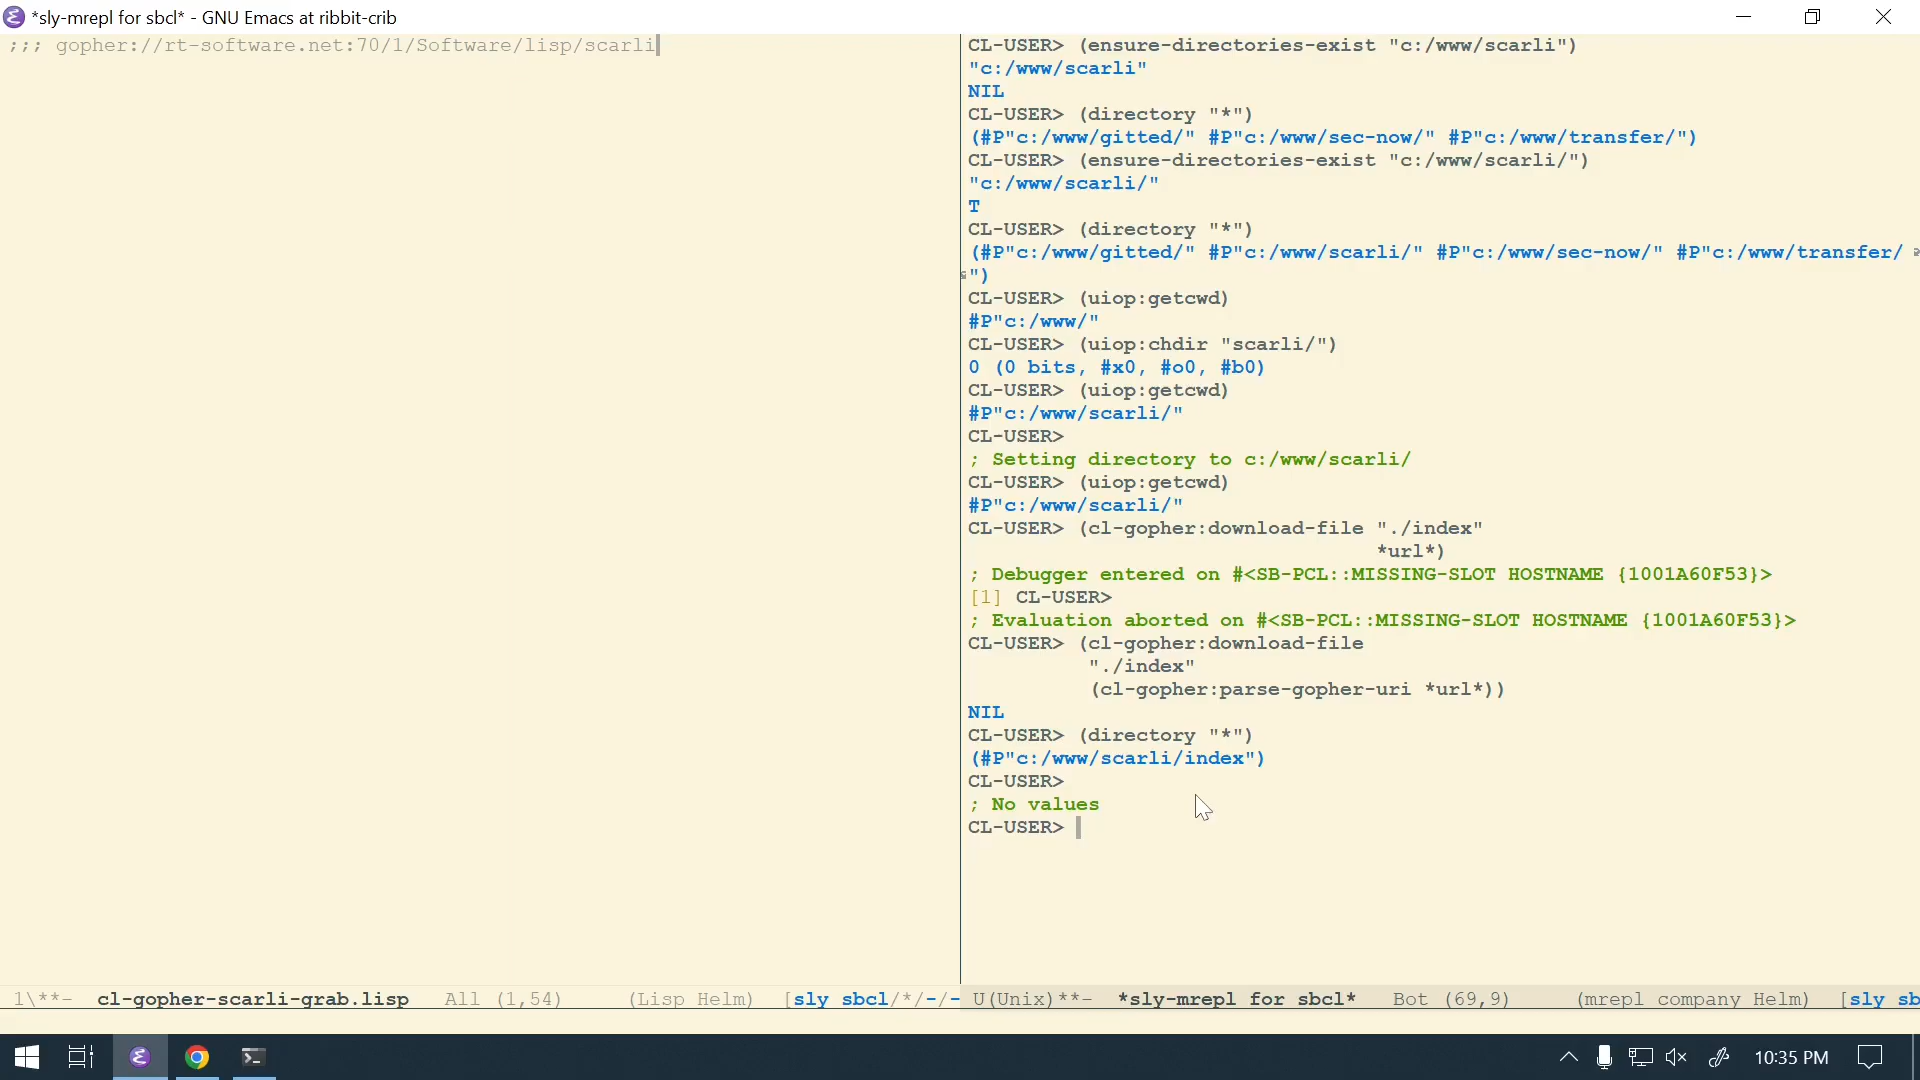 *sly-mrepl for sbcl* - GNU Emacs at ribbit-crib
;;; gopher://rt-software.net:70/1/Software/lisp/scarli
CL-USER> (ensure-directories-exist "c:/www/scarli")
"c:/www/scarli"
NIL
CL-USER> (directory "*")
(#P"c:/www/gitted/" #P"c:/www/sec-now/" #P"c:/www/transfer/")
CL-USER> (ensure-directories-exist "c:/www/scarli/")
"c:/www/scarli/"
T
CL-USER> (directory "*")
(#P"c:/www/gitted/" #P"c:/www/scarli/" #P"c:/www/sec-now/" #P"c:/www/transfer/
")
CL-USER> (uiop:getcwd)
#P"c:/www/"
CL-USER> (uiop:chdir "scarli/")
0 (0 bits, #x0, #o0, #b0)
CL-USER> (uiop:getcwd)
#P"c:/www/scarli/"
CL-USER>
; Setting directory to c:/www/scarli/
CL-USER> (uiop:getcwd)
#P"c:/www/scarli/"
CL-USER> (cl-gopher:download-file "./index"
*url*)
; Debugger entered on #<SB-PCL::MISSING-SLOT HOSTNAME {1001A60F53}>
[1] CL-USER>
; Evaluation aborted on #<SB-PCL::MISSING-SLOT HOSTNAME {1001A60F53}>
CL-USER> (cl-gopher:download-file
"./index"
(cl-gopher:parse-gopher-uri *url*))
NIL
CL-USER> (directory "*")
(#P"c:/www/scarli/index")
CL-USER>
; No values
CL-USER>
1\**-  cl-gopher-scarli-grab.lisp   All (1,54)   (Lisp Helm)  [sly sbcl/*/-/-
U(Unix)**-  *sly-mrepl for sbcl*   Bot (69,9)   (mrepl company Helm)  [sly sb
10:35 PM